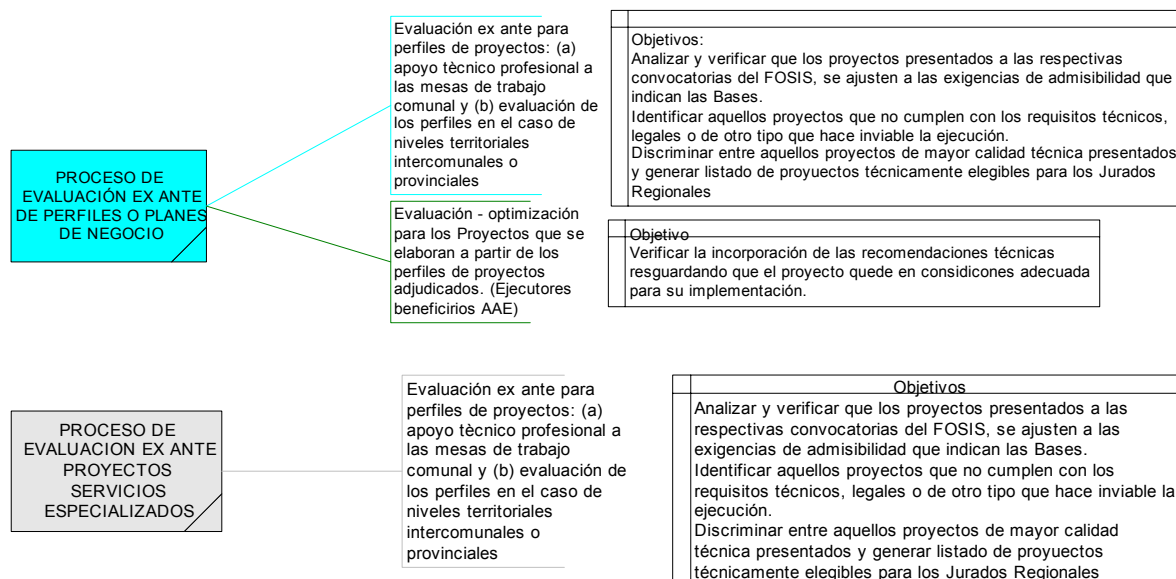 PROCESO DE
EVALUACIÓN EX ANTE
DE PERFILES O PLANES
DE NEGOCIO
Evaluación ex ante para
perfiles de proyectos: (a)
apoyo tècnico profesional a
las mesas de trabajo
comunal y (b) evaluación de
los perfiles en el caso de
niveles territoriales
intercomunales o
provinciales
Objetivos:
Analizar y verificar que los proyectos presentados a las respectivas
convocatorias del FOSIS, se ajusten a las exigencias de admisibilidad que
indican las Bases.
Identificar aquellos proyectos que no cumplen con los requisitos técnicos,
legales o de otro tipo que hace inviable la ejecución.
Discriminar entre aquellos proyectos de mayor calidad técnica presentados
y generar listado de proyuectos técnicamente elegibles para los Jurados
Regionales
Evaluación - optimización
para los Proyectos que se
elaboran a partir de los
perfiles de proyectos
adjudicados. (Ejecutores
beneficirios AAE)
Objetivo
Verificar la incorporación de las recomendaciones técnicas
resguardando que el proyecto quede en considicones adecuada
para su implementación.
PROCESO DE
EVALUACION EX ANTE
PROYECTOS
SERVICIOS
ESPECIALIZADOS
Evaluación ex ante para
perfiles de proyectos: (a)
apoyo tècnico profesional a
las mesas de trabajo
comunal y (b) evaluación de
los perfiles en el caso de
niveles territoriales
intercomunales o
provinciales
Objetivos
Analizar y verificar que los proyectos presentados a las
respectivas convocatorias del FOSIS, se ajusten a las
exigencias de admisibilidad que indican las Bases.
Identificar aquellos proyectos que no cumplen con los
requisitos técnicos, legales o de otro tipo que hace inviable la
ejecución.
Discriminar entre aquellos proyectos de mayor calidad
técnica presentados y generar listado de proyuectos
técnicamente elegibles para los Jurados Regionales